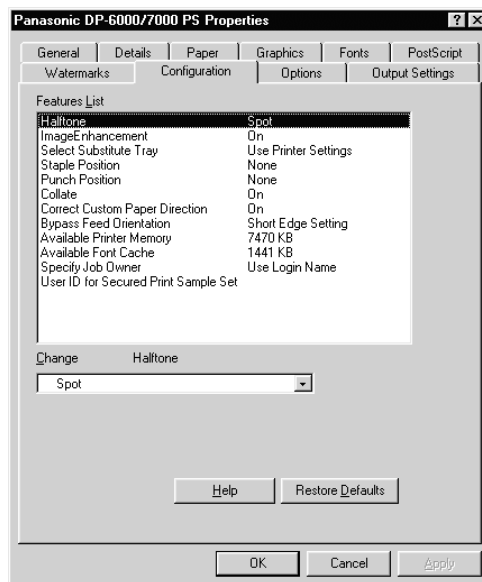 Panasonic DP-6000/7000 PS Properties
General Details Paper Graphics Fonts PostScript
Watermarks Configuration Options Output Settings
Features List
Halftone Spot
ImageEnhancement On
Select Substitute Tray Use Printer Settings
Staple Position None
Punch Position None
Collate On
Correct Custom Paper Direction On
Bypass Feed Orientation Short Edge Setting
Available Printer Memory 7470 KB
Available Font Cache 1441 KB
Specify Job Owner Use Login Name
User ID for Secured Print Sample Set
Change Halftone
Spot
Help Restore Defaults
OK Cancel Apply